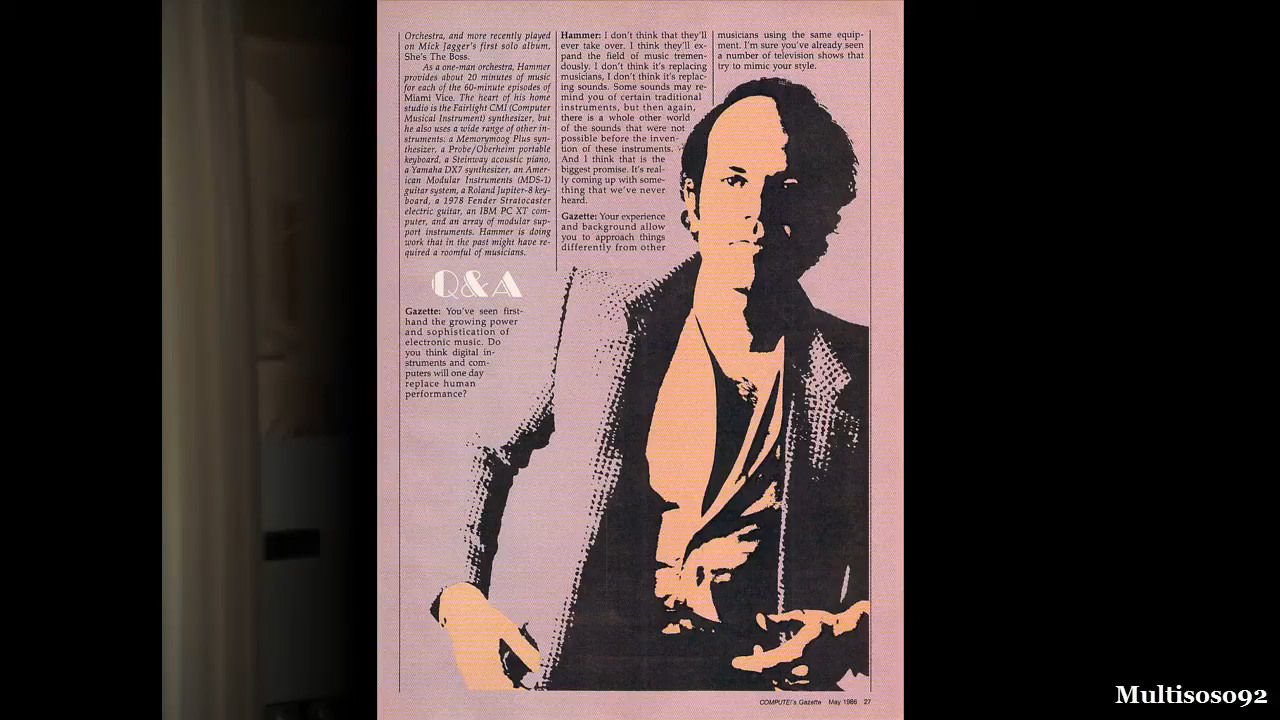 Orchestra, and more recently played
on Mick Jagger's first solo album,
She's The Boss.
As a one-man orchestra, Hammer
provides about 20 minutes of music
for each of the 60-minute episodes of
Miami Vice. The heart of his home
studio is the Fairlight CMI (Computer
Musical Instrument) synthesizer, but
he also uses a wide range of other in-
struments: a Memorymoog Plus syn-
thesizer, a Probe/Oberheim portable
keyboard, a Steinway acoustic piano,
a Yamaha DX7 synthesizer, an Amer-
ican Modular Instruments (MDS-1)
guitar system, a Roland Jupiter-8 key-
board, a 1978 Fender Stratocaster
electric guitar, an IBM PC XT com-
puter, and an array of modular sup-
port instruments. Hammer is doing
work that in the past might have re-
quired a roomful of musicians.
Q&A
Gazette: You've seen first-
hand the growing power
and sophistication of
electronic music. Do
you think digital in-
struments and com-
puters will one day
replace human
performance?
Hammer: I don't think that they'll
ever take over. I think they'll ex-
pand the field of music tremen-
dously. I don't think it's replacing
musicians, I don't think it's replac-
ing sounds. Some sounds may re-
mind you of certain traditional
instruments, but then again,
there is a whole other world
of the sounds that were not
possible before the inven-
tion of these instruments.
And I think that is the
biggest promise. It's real-
ly coming up with some-
thing that we've never
heard.
Gazette: Your experience
and background allow
you to approach things
differently from other
musicians using the same equip-
ment. I'm sure you've already seen
a number of television shows that
try to mimic your style.
COMPUTE!'s Gazette May 1986 27
Multisoso92